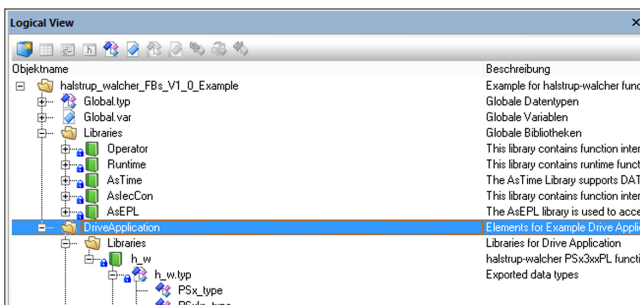 Logical View
Objektname Beschreibung
halstrup_walcher_FBs_V1_0_Example Example for halstrup-walcher func
Global.typ Globale Datentypen
Global.var Globale Variablen
Libraries Globale Bibliotheken
Operator This library contains function inter
Runtime This library contains runtime funct
AsTime The AsTime Library supports DAT
AsIecCon This library contains function inter
AsEPL The AsEPL library is used to acce
DriveApplication Elements for Example Drive Appli
Libraries Libraries for Drive Application
h_w halstrup-walcher PSx3xxPL functi
h_w.typ Exported data types
PSx_type